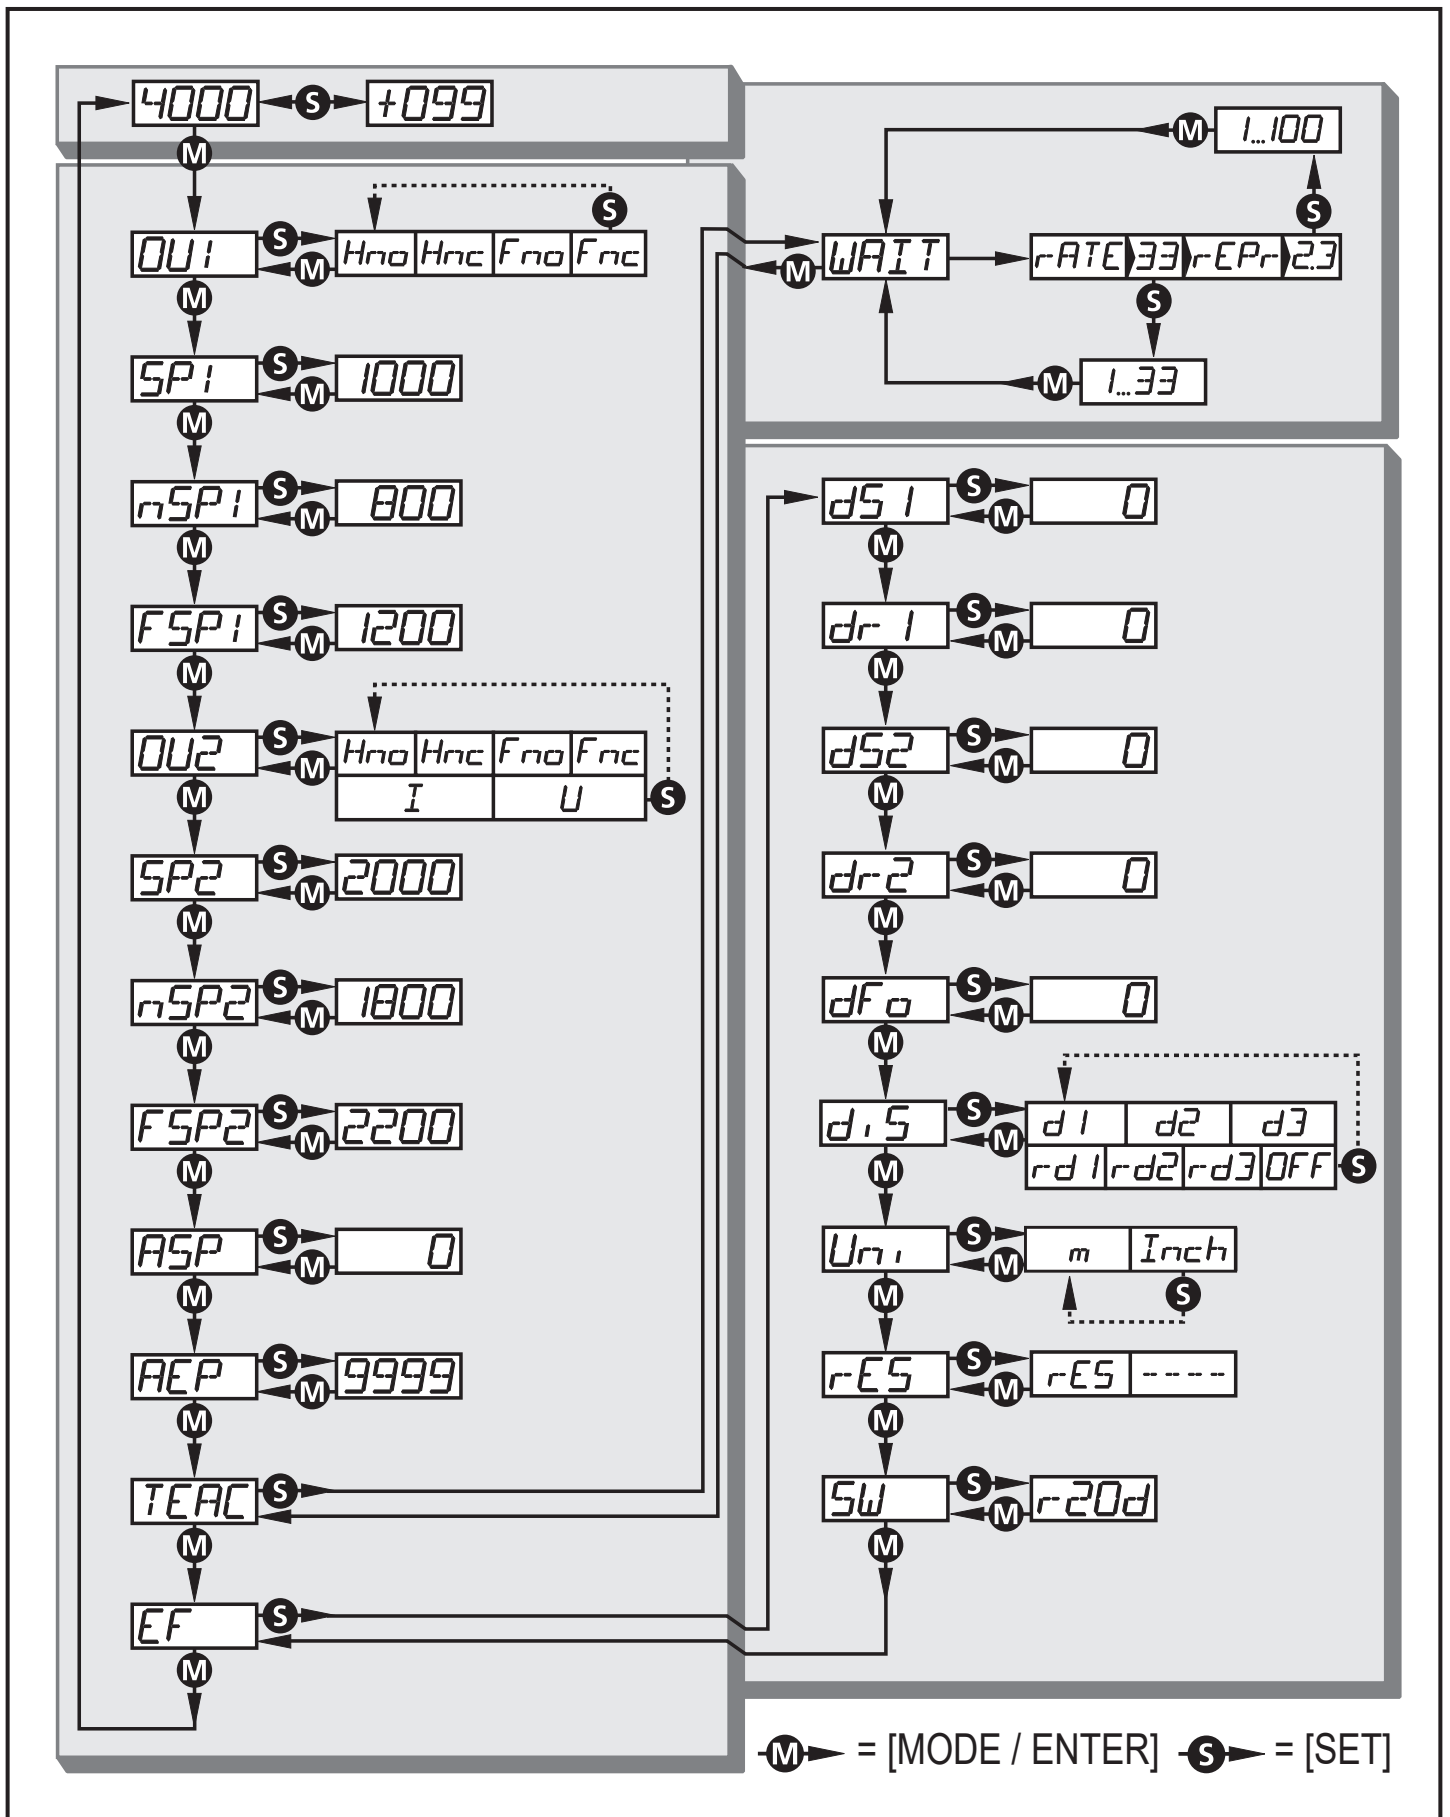 4000 S +099
M
OU1 S M Hno Hnc Fno Fnc S
M
SP1 S M 1000
M
nSP1 S M 800
M
FSP1 S M 1200
M
OU2 S M Hno Hnc Fno Fnc
I U S
M
SP2 S M 2000
M
nSP2 S M 1800
M
FSP2 S M 2200
M
ASP S M 0
M
AEP S M 9999
M
TEAC S
M
EF S
M
M 1...100
S
M WAIT rATE 33 rEPr 2.3
S
M 1...33
dS1 S M 0
M
dr1 S M 0
M
dS2 S M 0
M
dr2 S M 0
M
dFo S M 0
M
diS S M d1 d2 d3
rd1 rd2 rd3 OFF S
M
Uni S M m Inch
S
M
rES S M rES ----
M
SW S M r20d
M
M = [MODE / ENTER] S = [SET]